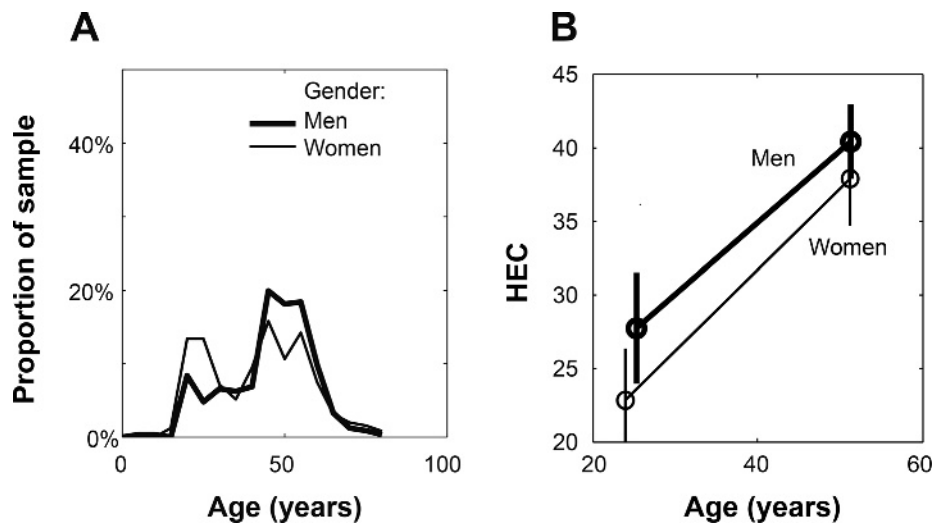 A
Gender:
Men
Women
40%
20%
0%
0
50
100
Proportion of sample
Age (years)
B
45
40
35
30
25
20
20
40
60
Men
Women
HEC
Age (years)